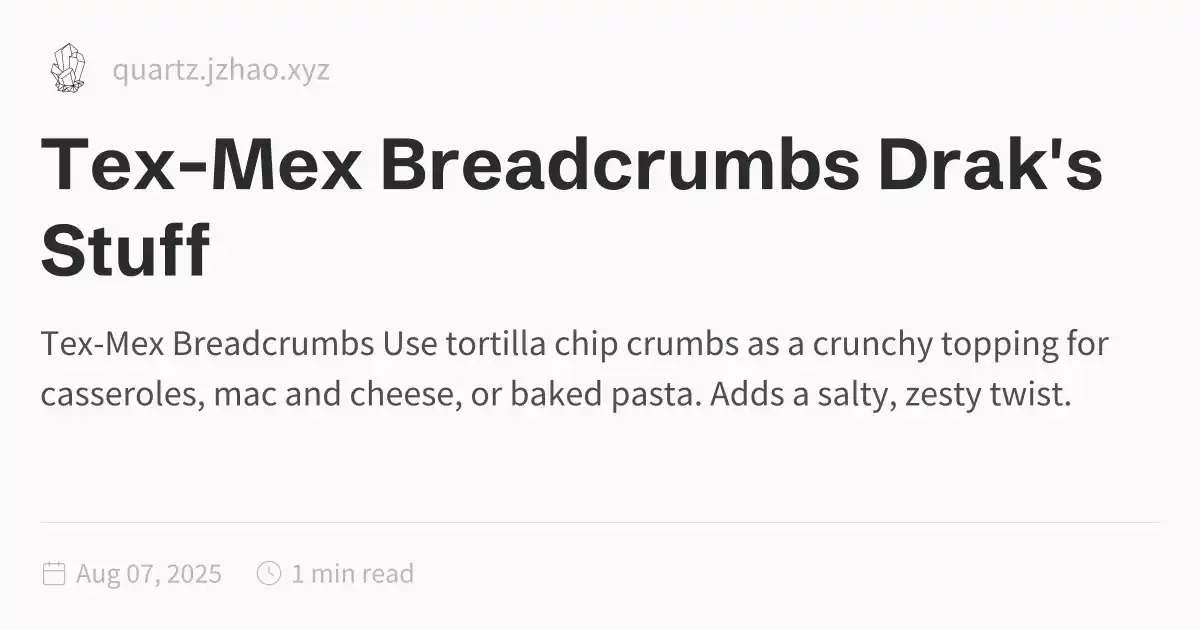 quartz.jzhao.xyz
Tex-Mex Breadcrumbs Drak's
Stuff
Tex-Mex Breadcrumbs Use tortilla chip crumbs as a crunchy topping for
casseroles, mac and cheese, or baked pasta. Adds a salty, zesty twist.
Aug 07, 2025 1 min read